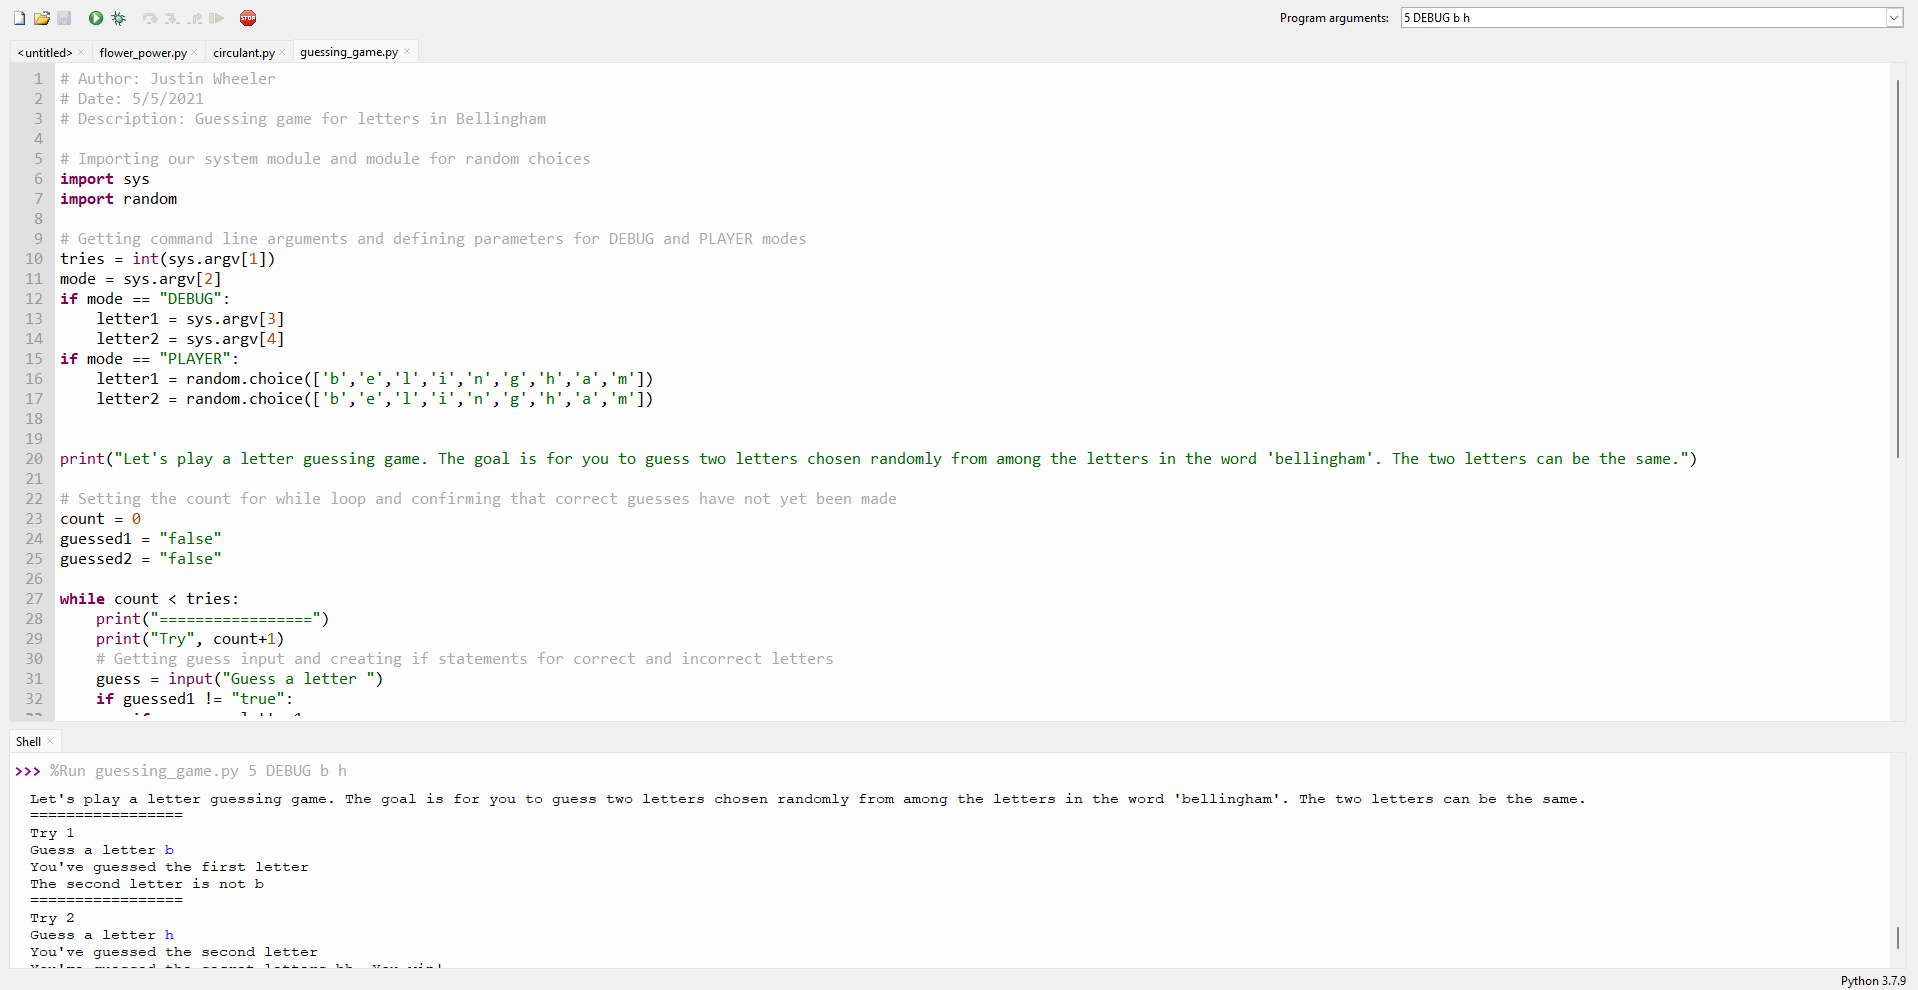 STOP
Program arguments: 5 DEBUG b h
<untitled> × flower_power.py × circulant.py × guessing_game.py ×
1 # Author: Justin Wheeler
2 # Date: 5/5/2021
3 # Description: Guessing game for letters in Bellingham
4
5 # Importing our system module and module for random choices
6 import sys
7 import random
8
9 # Getting command line arguments and defining parameters for DEBUG and PLAYER modes
10 tries = int(sys.argv[1])
11 mode = sys.argv[2]
12 if mode == "DEBUG":
13     letter1 = sys.argv[3]
14     letter2 = sys.argv[4]
15 if mode == "PLAYER":
16     letter1 = random.choice(['b','e','l','i','n','g','h','a','m'])
17     letter2 = random.choice(['b','e','l','i','n','g','h','a','m'])
18
19
20 print("Let's play a letter guessing game. The goal is for you to guess two letters chosen randomly from among the letters in the word 'bellingham'. The two letters can be the same.")
21
22 # Setting the count for while loop and confirming that correct guesses have not yet been made
23 count = 0
24 guessed1 = "false"
25 guessed2 = "false"
26
27 while count < tries:
28     print("=================")
29     print("Try", count+1)
30     # Getting guess input and creating if statements for correct and incorrect letters
31     guess = input("Guess a letter ")
32     if guessed1 != "true":
Shell ×
>>> %Run guessing_game.py 5 DEBUG b h
Let's play a letter guessing game. The goal is for you to guess two letters chosen randomly from among the letters in the word 'bellingham'. The two letters can be the same.
=================
Try 1
Guess a letter b
You've guessed the first letter
The second letter is not b
=================
Try 2
Guess a letter h
You've guessed the second letter
Python 3.7.9